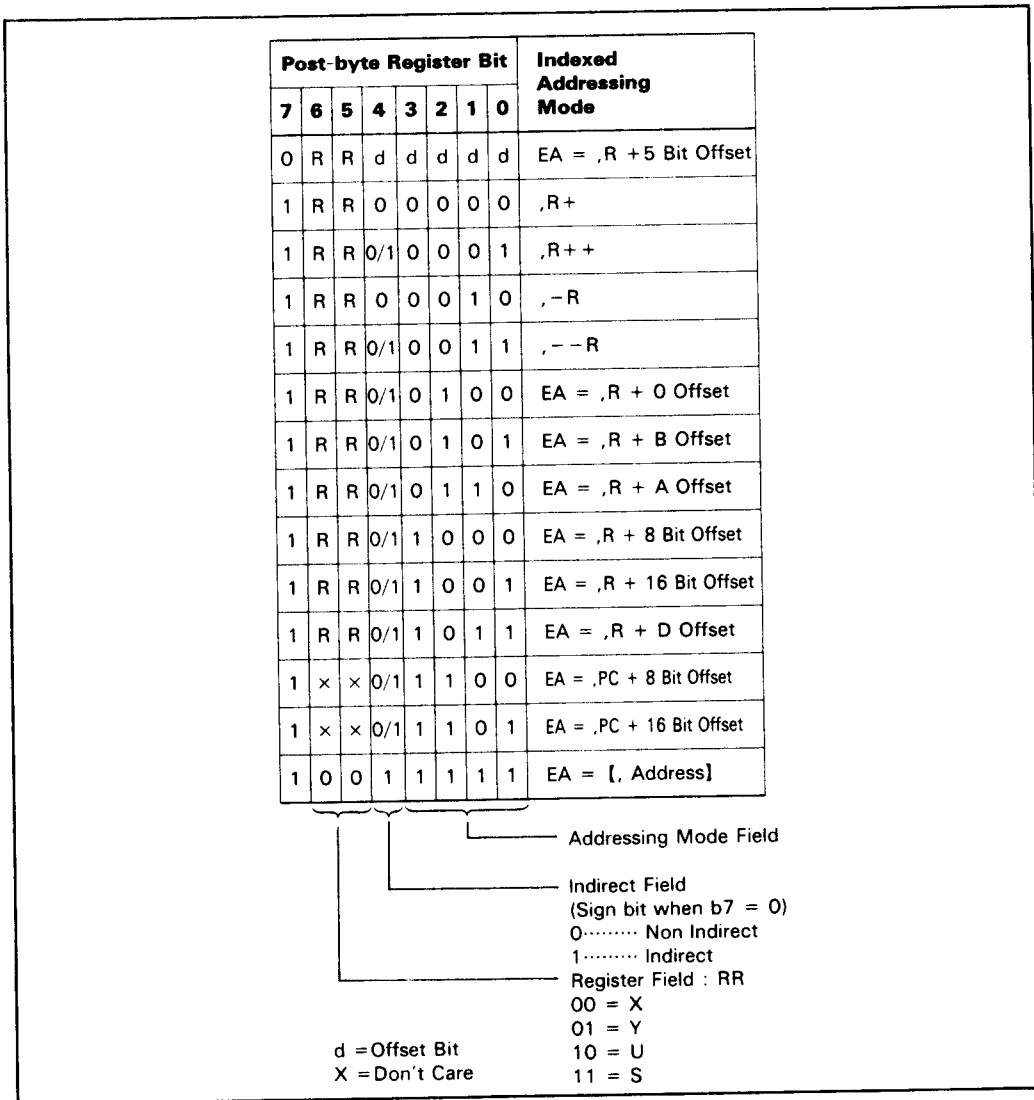 Post-byte Register Bit Indexed Addressing Mode
7 6 5 4 3 2 1 0
0 R R d d d d d EA = ,R +5 Bit Offset
1 R R 0 0 0 0 0 ,R+
1 R R 0/1 0 0 0 1 ,R++
1 R R 0 0 0 1 0 ,-R
1 R R 0/1 0 0 1 1 ,--R
1 R R 0/1 0 1 0 0 EA = ,R + 0 Offset
1 R R 0/1 0 1 0 1 EA = ,R + B Offset
1 R R 0/1 0 1 1 0 EA = ,R + A Offset
1 R R 0/1 1 0 0 0 EA = ,R + 8 Bit Offset
1 R R 0/1 1 0 0 1 EA = ,R + 16 Bit Offset
1 R R 0/1 1 0 1 1 EA = ,R + D Offset
1 × × 0/1 1 1 0 0 EA = ,PC + 8 Bit Offset
1 × × 0/1 1 1 0 1 EA = ,PC + 16 Bit Offset
1 0 0 1 1 1 1 1 EA = [, Address]
Addressing Mode Field
Indirect Field
(Sign bit when b7 = 0)
0········· Non Indirect
1········· Indirect
Register Field : RR
00 = X
01 = Y
10 = U
11 = S
d =Offset Bit
X =Don't Care